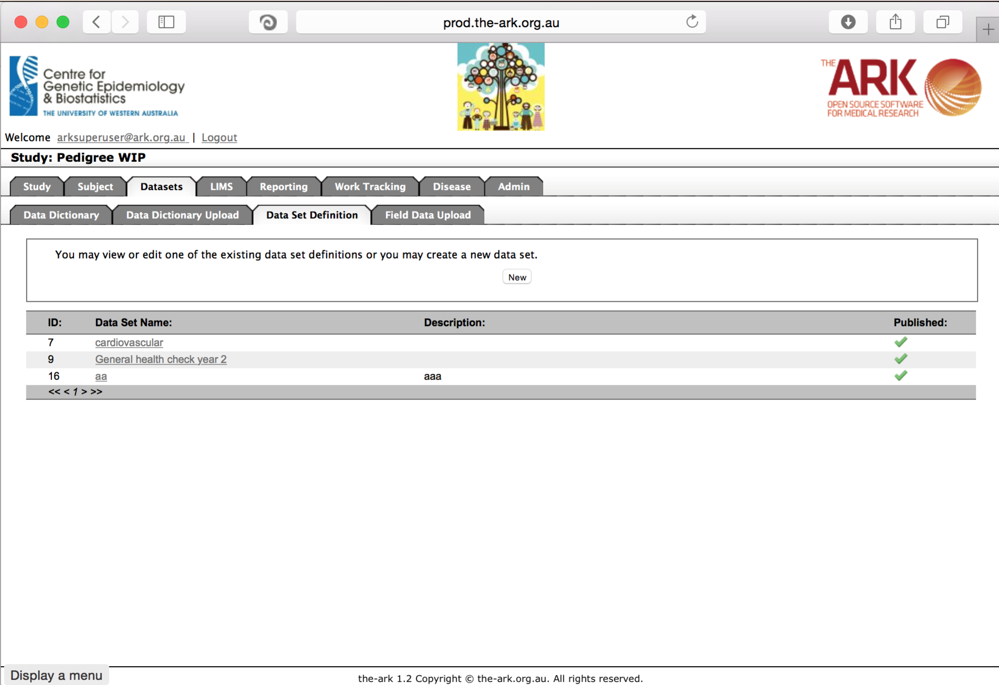 prod.the-ark.org.au
Centre for
Genetic Epidemiology
& Biostatistics
THE UNIVERSITY OF WESTERN AUSTRALIA
THE ARK
OPEN SOURCE SOFTWARE
FOR MEDICAL RESEARCH
Welcome arksuperuser@ark.org.au | Logout
Study: Pedigree WIP
Study Subject Datasets LIMS Reporting Work Tracking Disease Admin
Data Dictionary Data Dictionary Upload Data Set Definition Field Data Upload
You may view or edit one of the existing data set definitions or you may create a new data set.
New
ID: Data Set Name: Description: Published:
7 cardiovascular
9 General health check year 2
16 aa aaa
<< < 1 > >>
Display a menu
the-ark 1.2 Copyright © the-ark.org.au. All rights reserved.